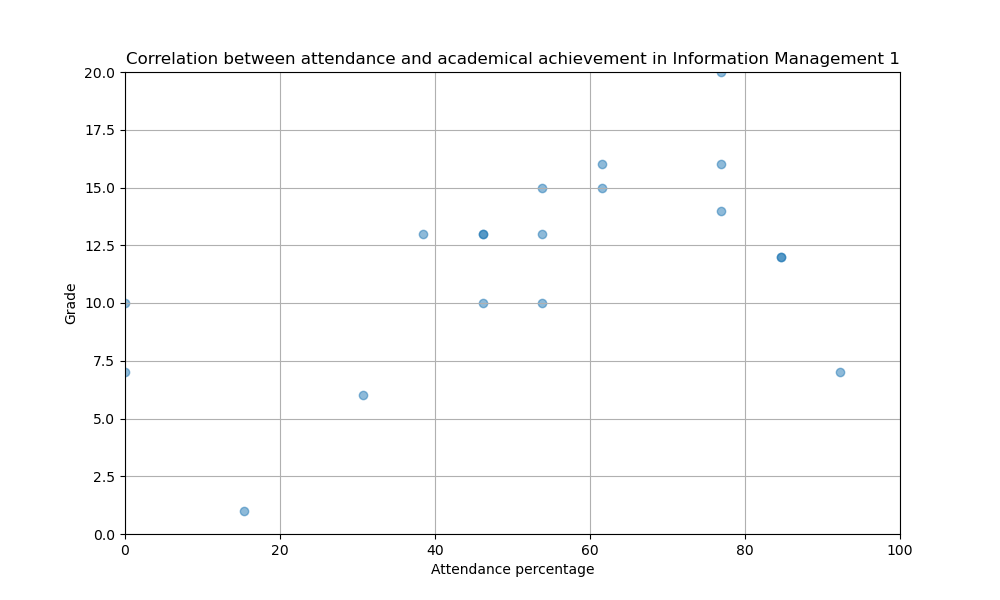 Correlation between attendance and academical achievement in Information Management 1
20.0
17.5
15.0
12.5
10.0
7.5
5.0
2.5
0.0
Grade
0 20 40 60 80 100
Attendance percentage